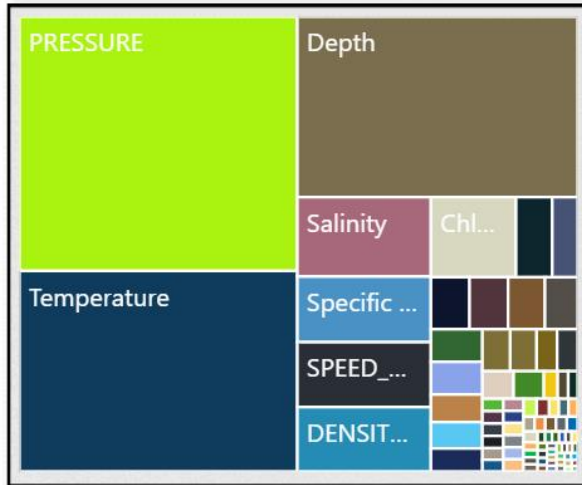 PRESSURE
Depth
Temperature
Salinity
Chl...
Specific ...
SPEED_...
DENSIT...